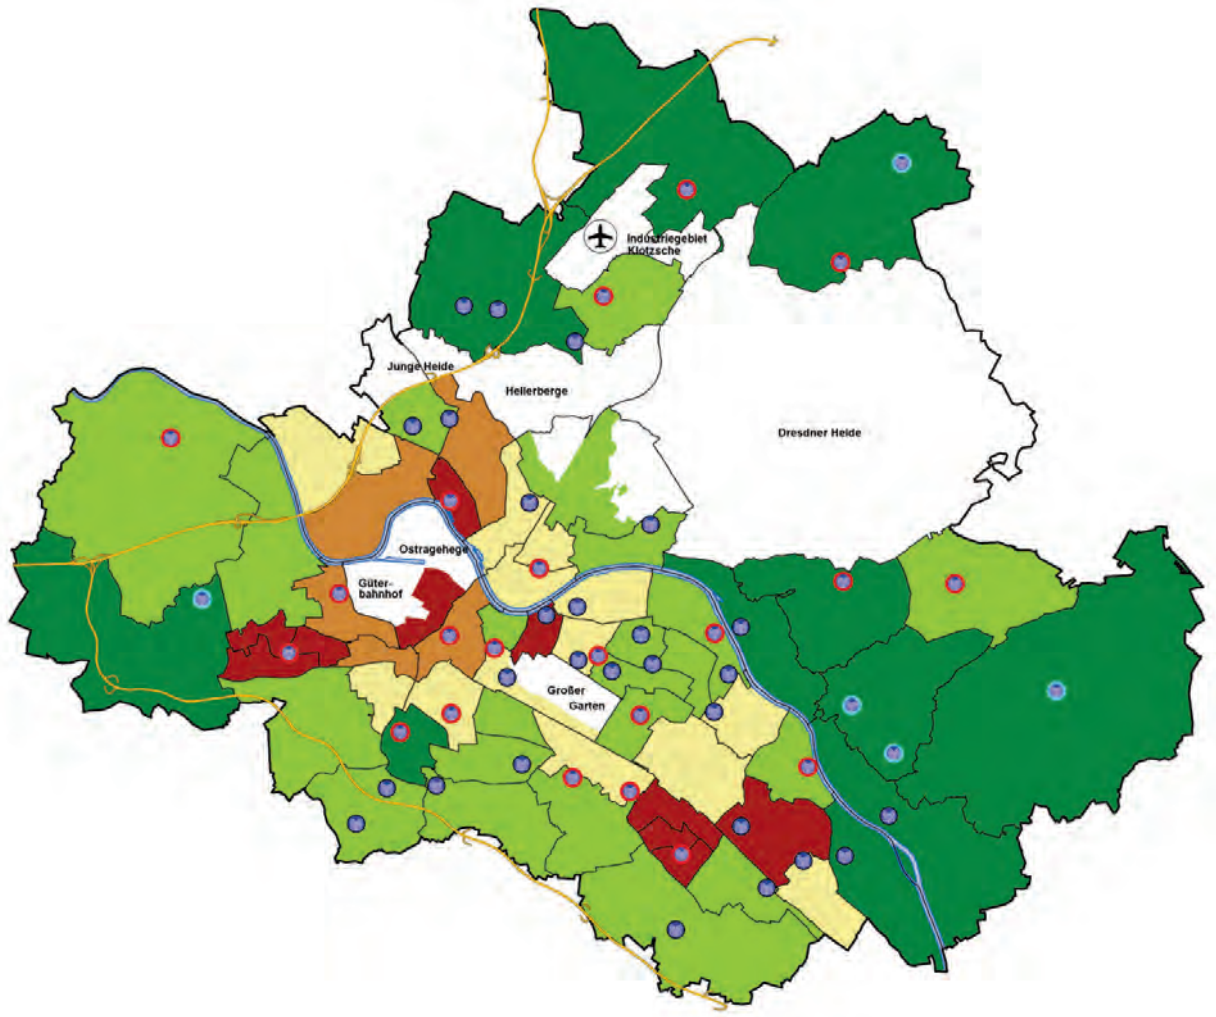 Industriegebiet
Klotzsche
Junge Heide
Hellerberge
Dresdner Heide
Ostragehege
Güter-
bahnhof
Großer
Garten